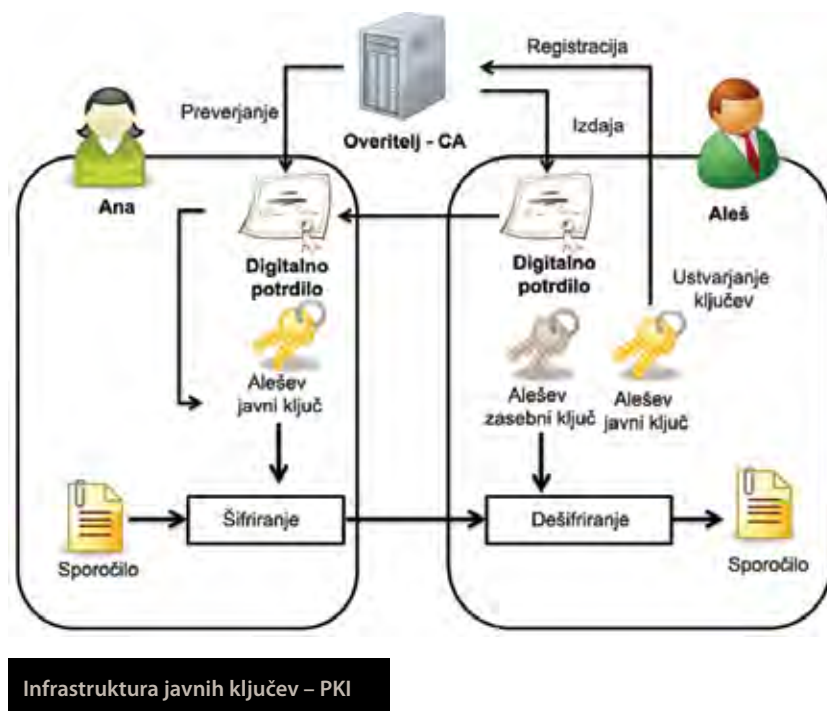 Registracija
Preverjanje
Izdaja
Overitelj - CA
Ana
Aleš
Digitalno
potrdilo
Digitalno
potrdilo
Ustvarjanje
ključev
Alešev
javni ključ
Alešev
zasebni ključ
Alešev
javni ključ
Šifriranje
Dešifriranje
Sporočilo
Sporočilo
Infrastruktura javnih ključev – PKI